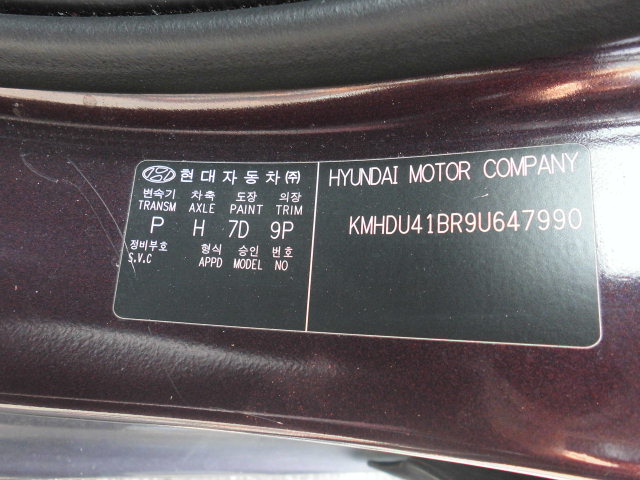 현대자동차㈜
변속기 차축 도장 의장
TRANSM AXLE PAINT TRIM
P H 7D 9P
정비부호 형식 승인 번호
S.V.C APPD MODEL NO
HYUNDAI MOTOR COMPANY
KMHDU41BR9U647990